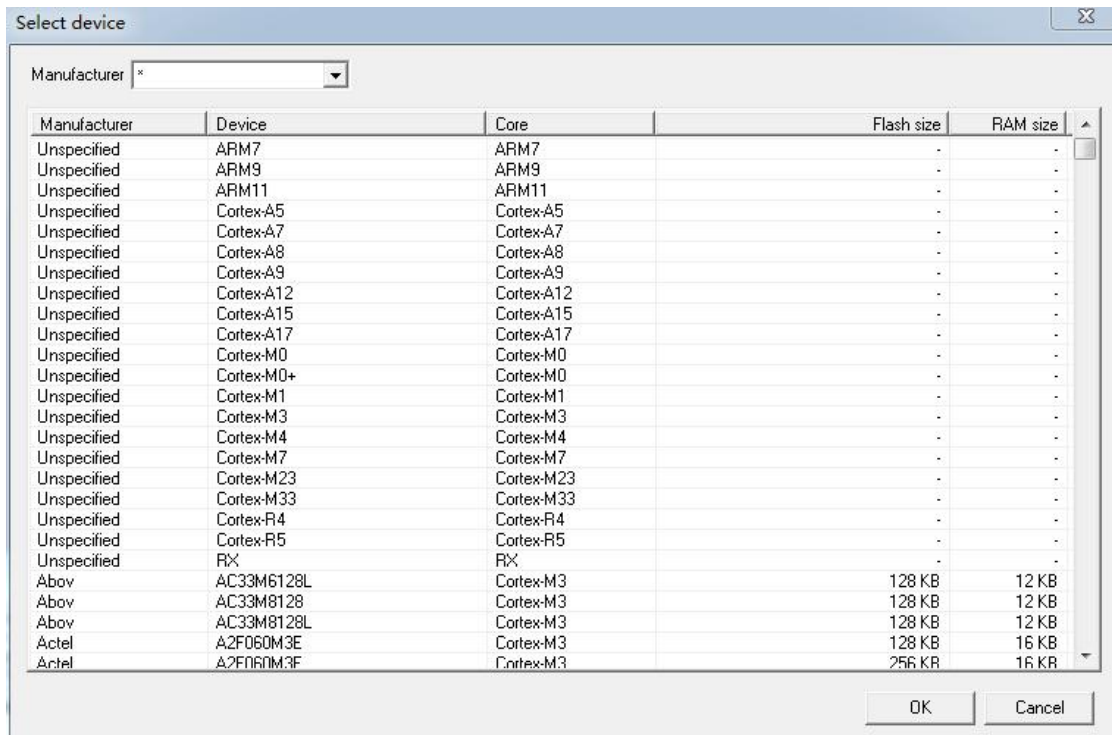 Select device
Manufacturer *
Manufacturer Device Core Flash size RAM size
Unspecified ARM7 ARM7 - -
Unspecified ARM9 ARM9 - -
Unspecified ARM11 ARM11 - -
Unspecified Cortex-A5 Cortex-A5 - -
Unspecified Cortex-A7 Cortex-A7 - -
Unspecified Cortex-A8 Cortex-A8 - -
Unspecified Cortex-A9 Cortex-A9 - -
Unspecified Cortex-A12 Cortex-A12 - -
Unspecified Cortex-A15 Cortex-A15 - -
Unspecified Cortex-A17 Cortex-A17 - -
Unspecified Cortex-M0 Cortex-M0 - -
Unspecified Cortex-M0+ Cortex-M0 - -
Unspecified Cortex-M1 Cortex-M1 - -
Unspecified Cortex-M3 Cortex-M3 - -
Unspecified Cortex-M4 Cortex-M4 - -
Unspecified Cortex-M7 Cortex-M7 - -
Unspecified Cortex-M23 Cortex-M23 - -
Unspecified Cortex-M33 Cortex-M33 - -
Unspecified Cortex-R4 Cortex-R4 - -
Unspecified Cortex-R5 Cortex-R5 - -
Unspecified RX RX - -
Abov AC33M6128L Cortex-M3 128 KB 12 KB
Abov AC33M8128 Cortex-M3 128 KB 12 KB
Abov AC33M8128L Cortex-M3 128 KB 12 KB
Actel A2F060M3E Cortex-M3 128 KB 16 KB
Actel Cortex-M3 256 KB 16 KB
OK Cancel